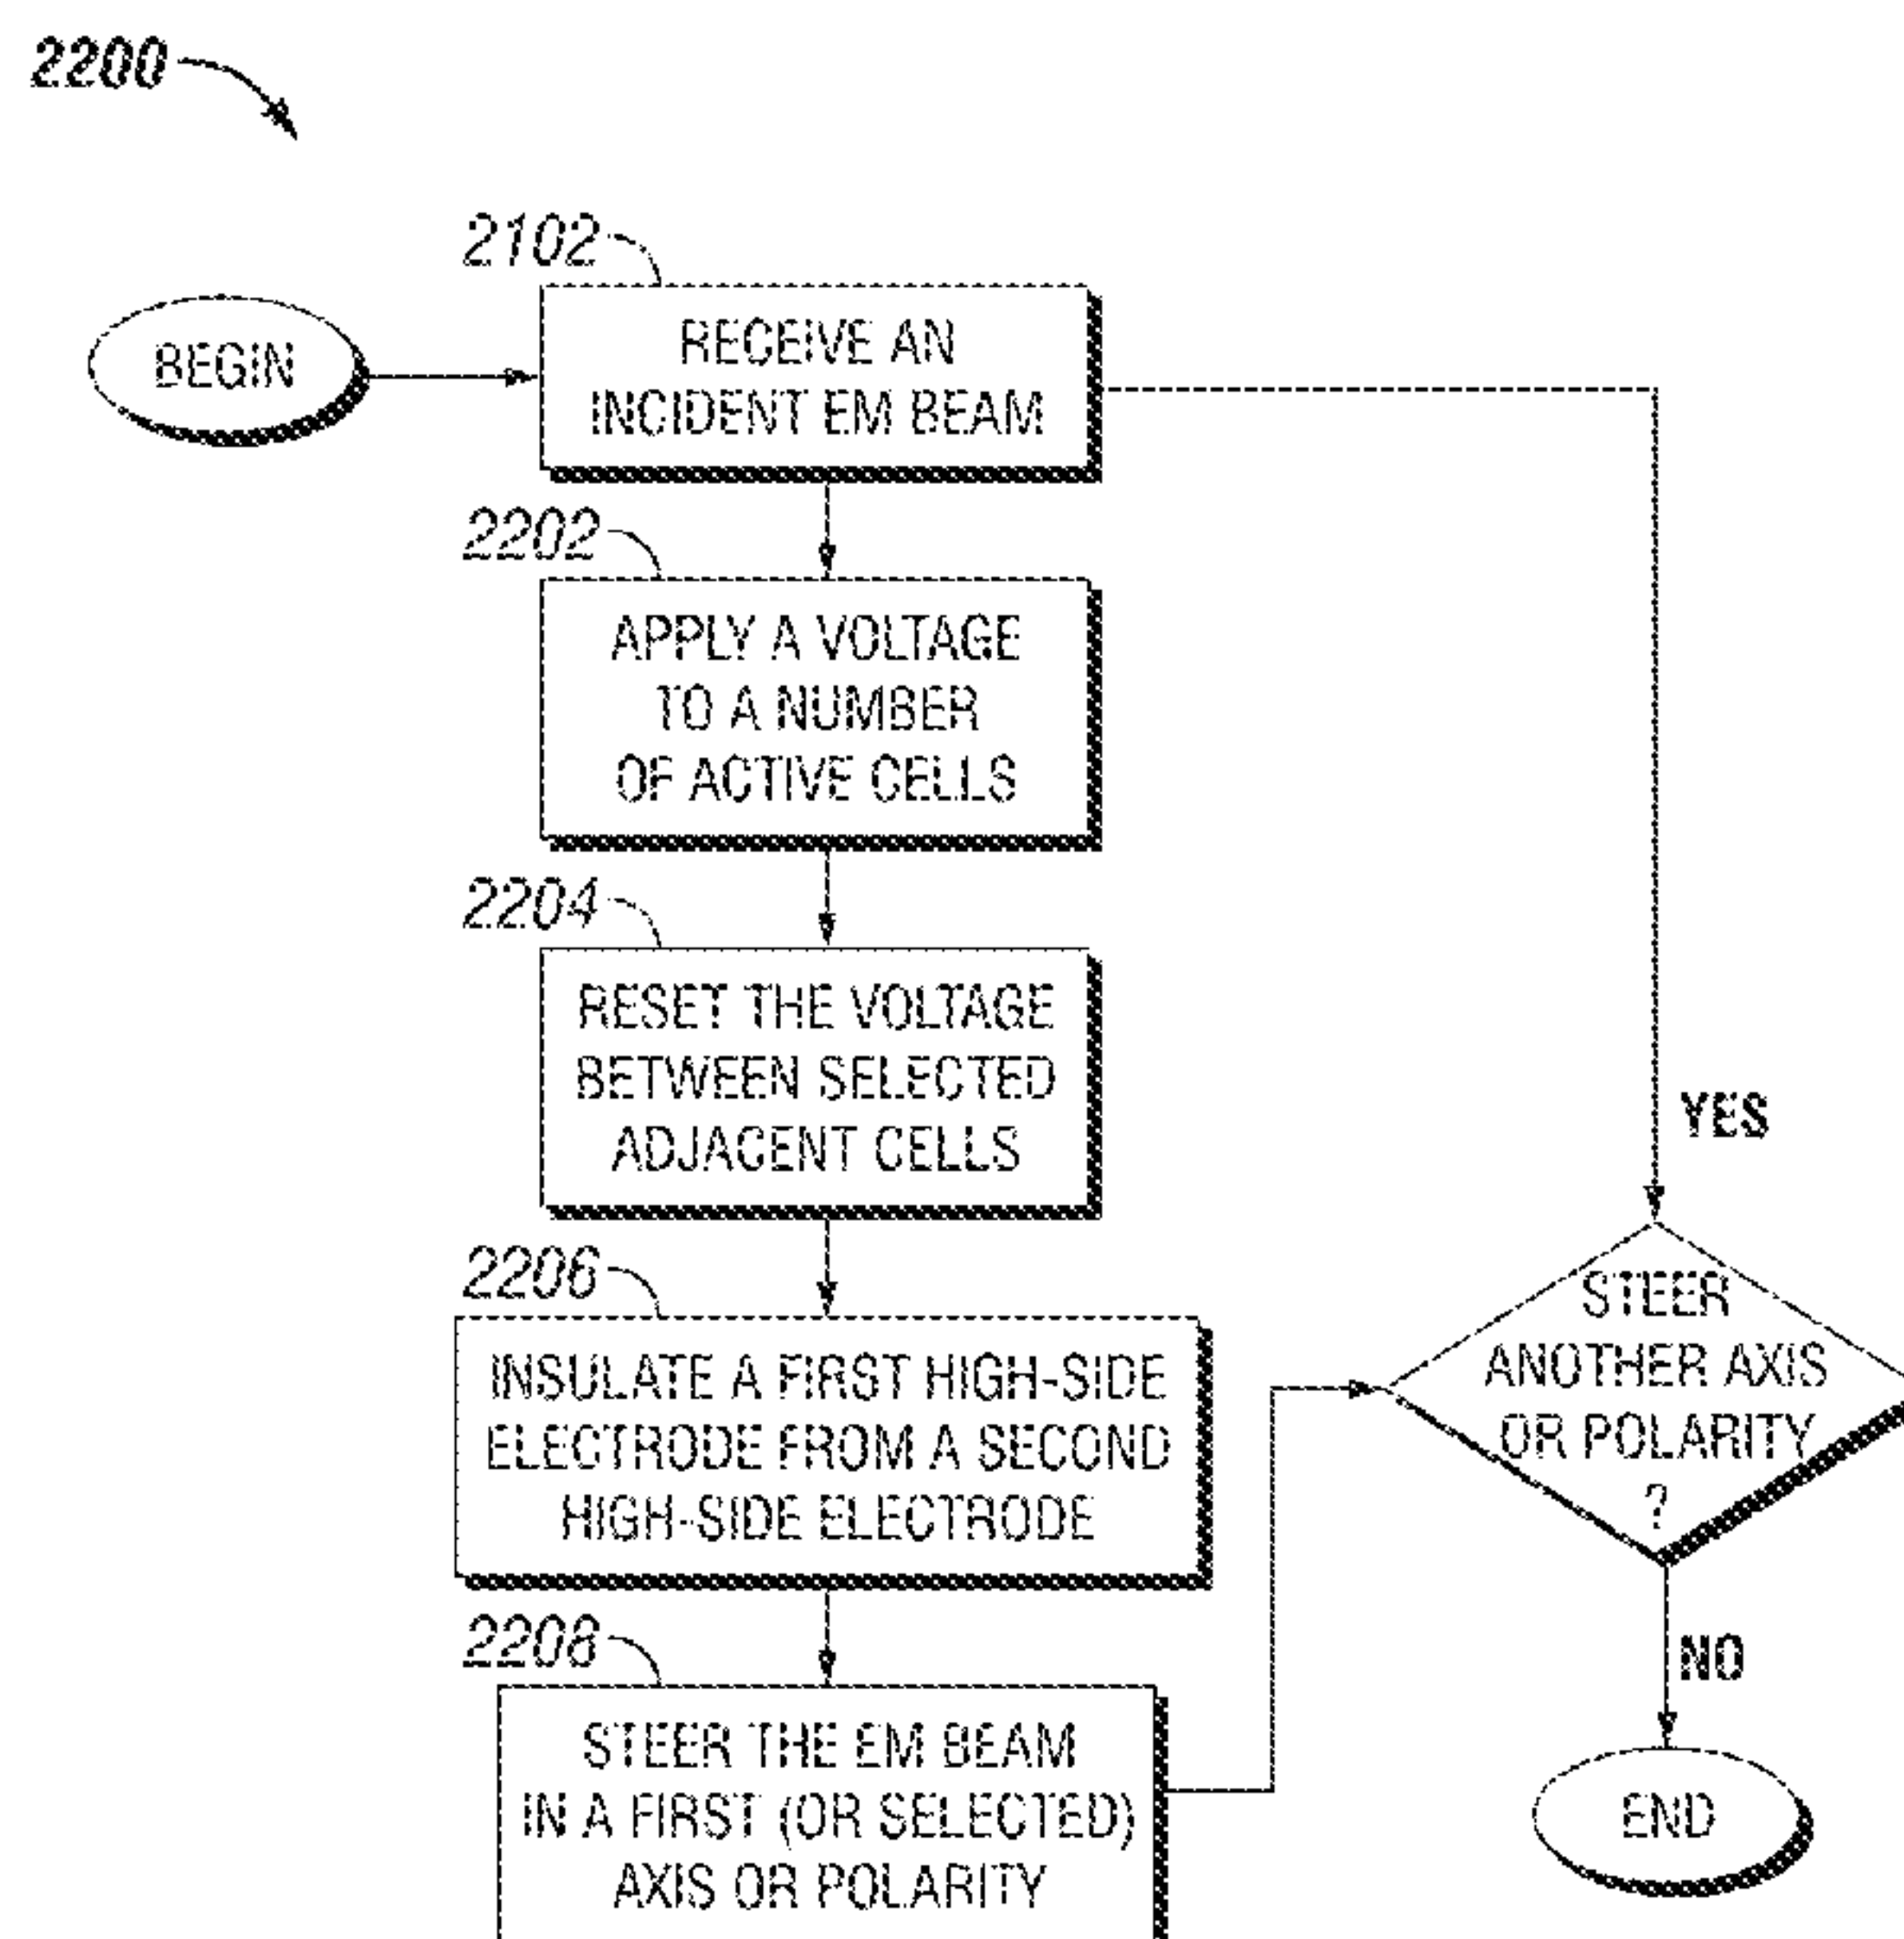 2200
2102
BEGIN
RECEIVE AN
INCIDENT EM BEAM
2202
APPLY A VOLTAGE
TO A NUMBER
OF ACTIVE CELLS
2204
RESET THE VOLTAGE
BETWEEN SELECTED
ADJACENT CELLS
YES
2206
INSULATE A FIRST HIGH-SIDE
ELECTRODE FROM A SECOND
HIGH-SIDE ELECTRODE
STEER
ANOTHER AXIS
OR POLARITY
?
2208
STEER THE EM BEAM
IN A FIRST (OR SELECTED)
AXIS OR POLARITY
NO
END